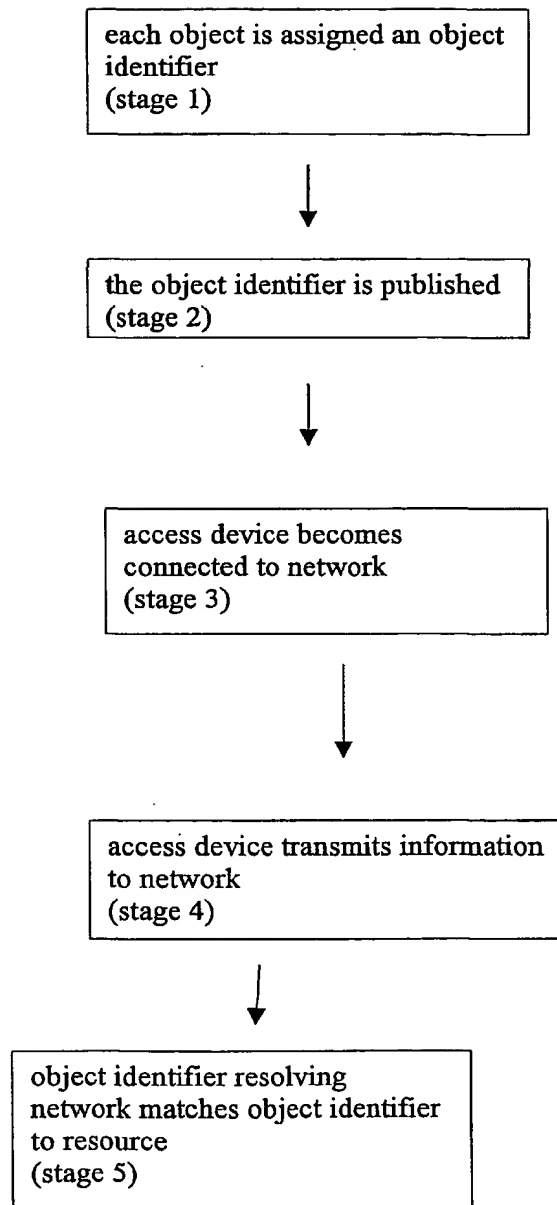 each object is assigned an object
identifier
(stage 1)
the object identifier is published
(stage 2)
access device becomes
connected to network
(stage 3)
access device transmits information
to network
(stage 4)
object identifier resolving
network matches object identifier
to resource
(stage 5)